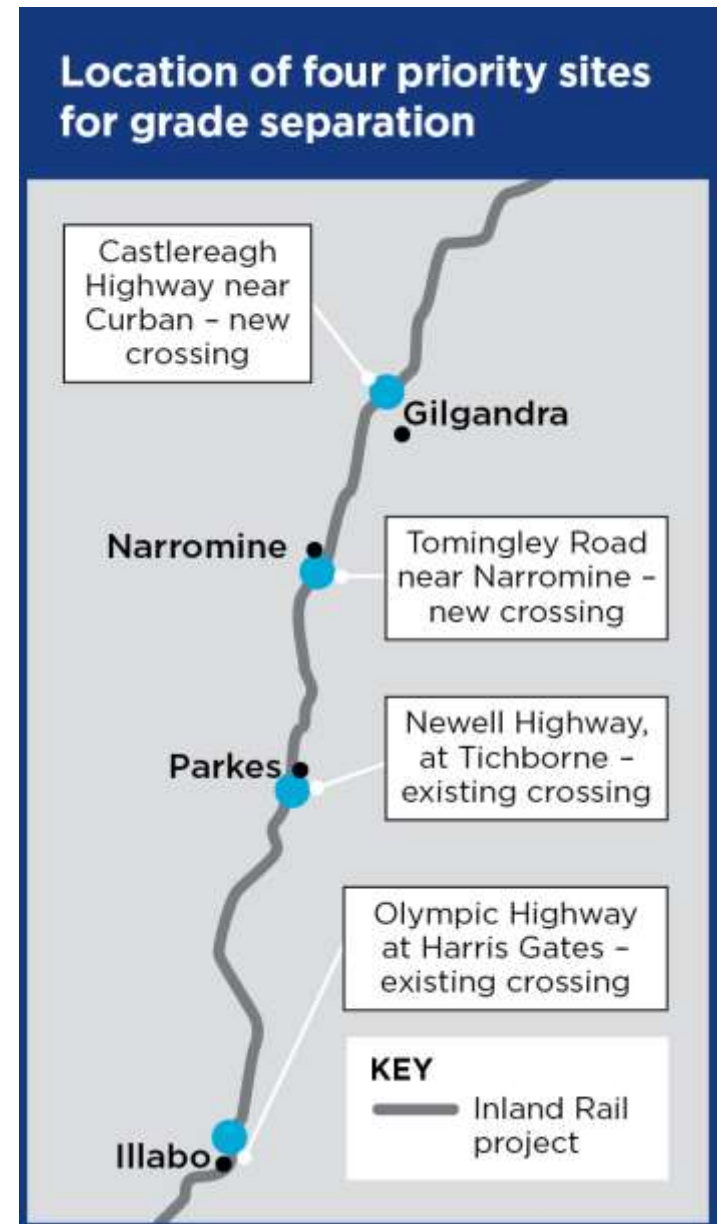 Location of four priority sites
for grade separation
Castlereagh
Highway near
Curban – new
crossing
Gilgandra
Narromine
Tomingley Road
near Narromine –
new crossing
Newell Highway,
at Tichborne –
existing crossing
Parkes
Olympic Highway
at Harris Gates –
existing crossing
KEY
Inland Rail
project
Illabo